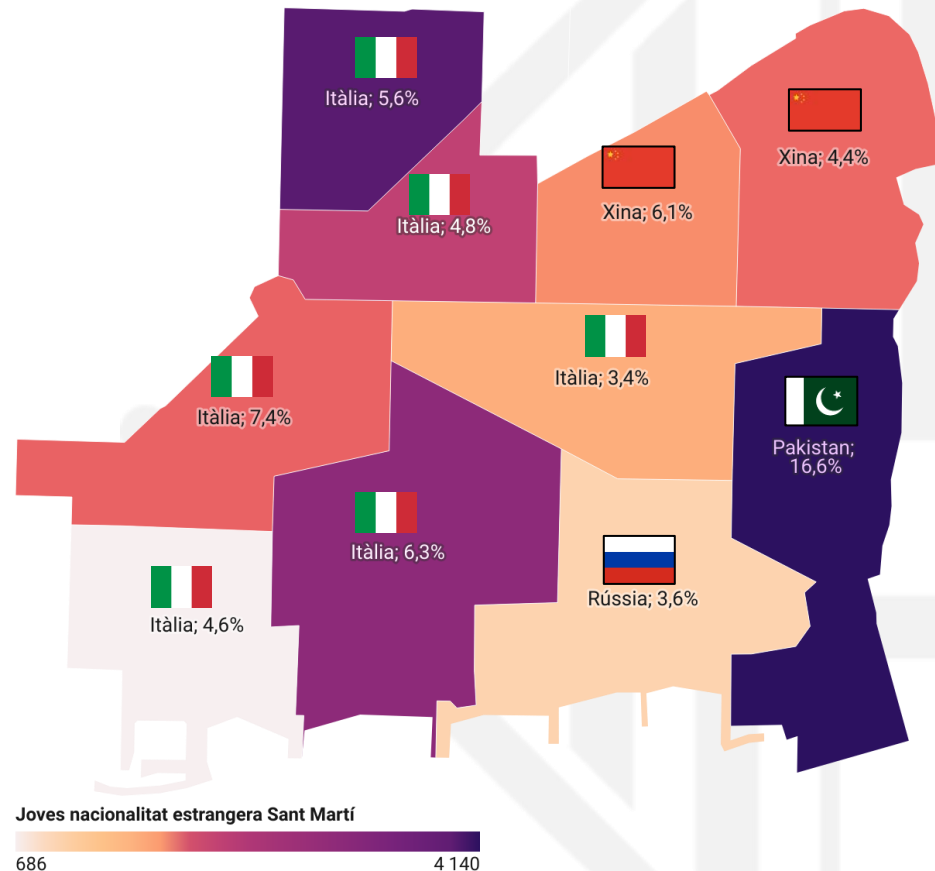 Itàlia; 5,6%
Xina; 4,4%
Xina; 6,1%
Itàlia; 4,8%
Itàlia; 3,4%
Itàlia; 7,4%
Pakistan;
16,6%
Itàlia; 6,3%
Rússia; 3,6%
Itàlia; 4,6%
Joves nacionalitat estrangera Sant Martí
686
4 140